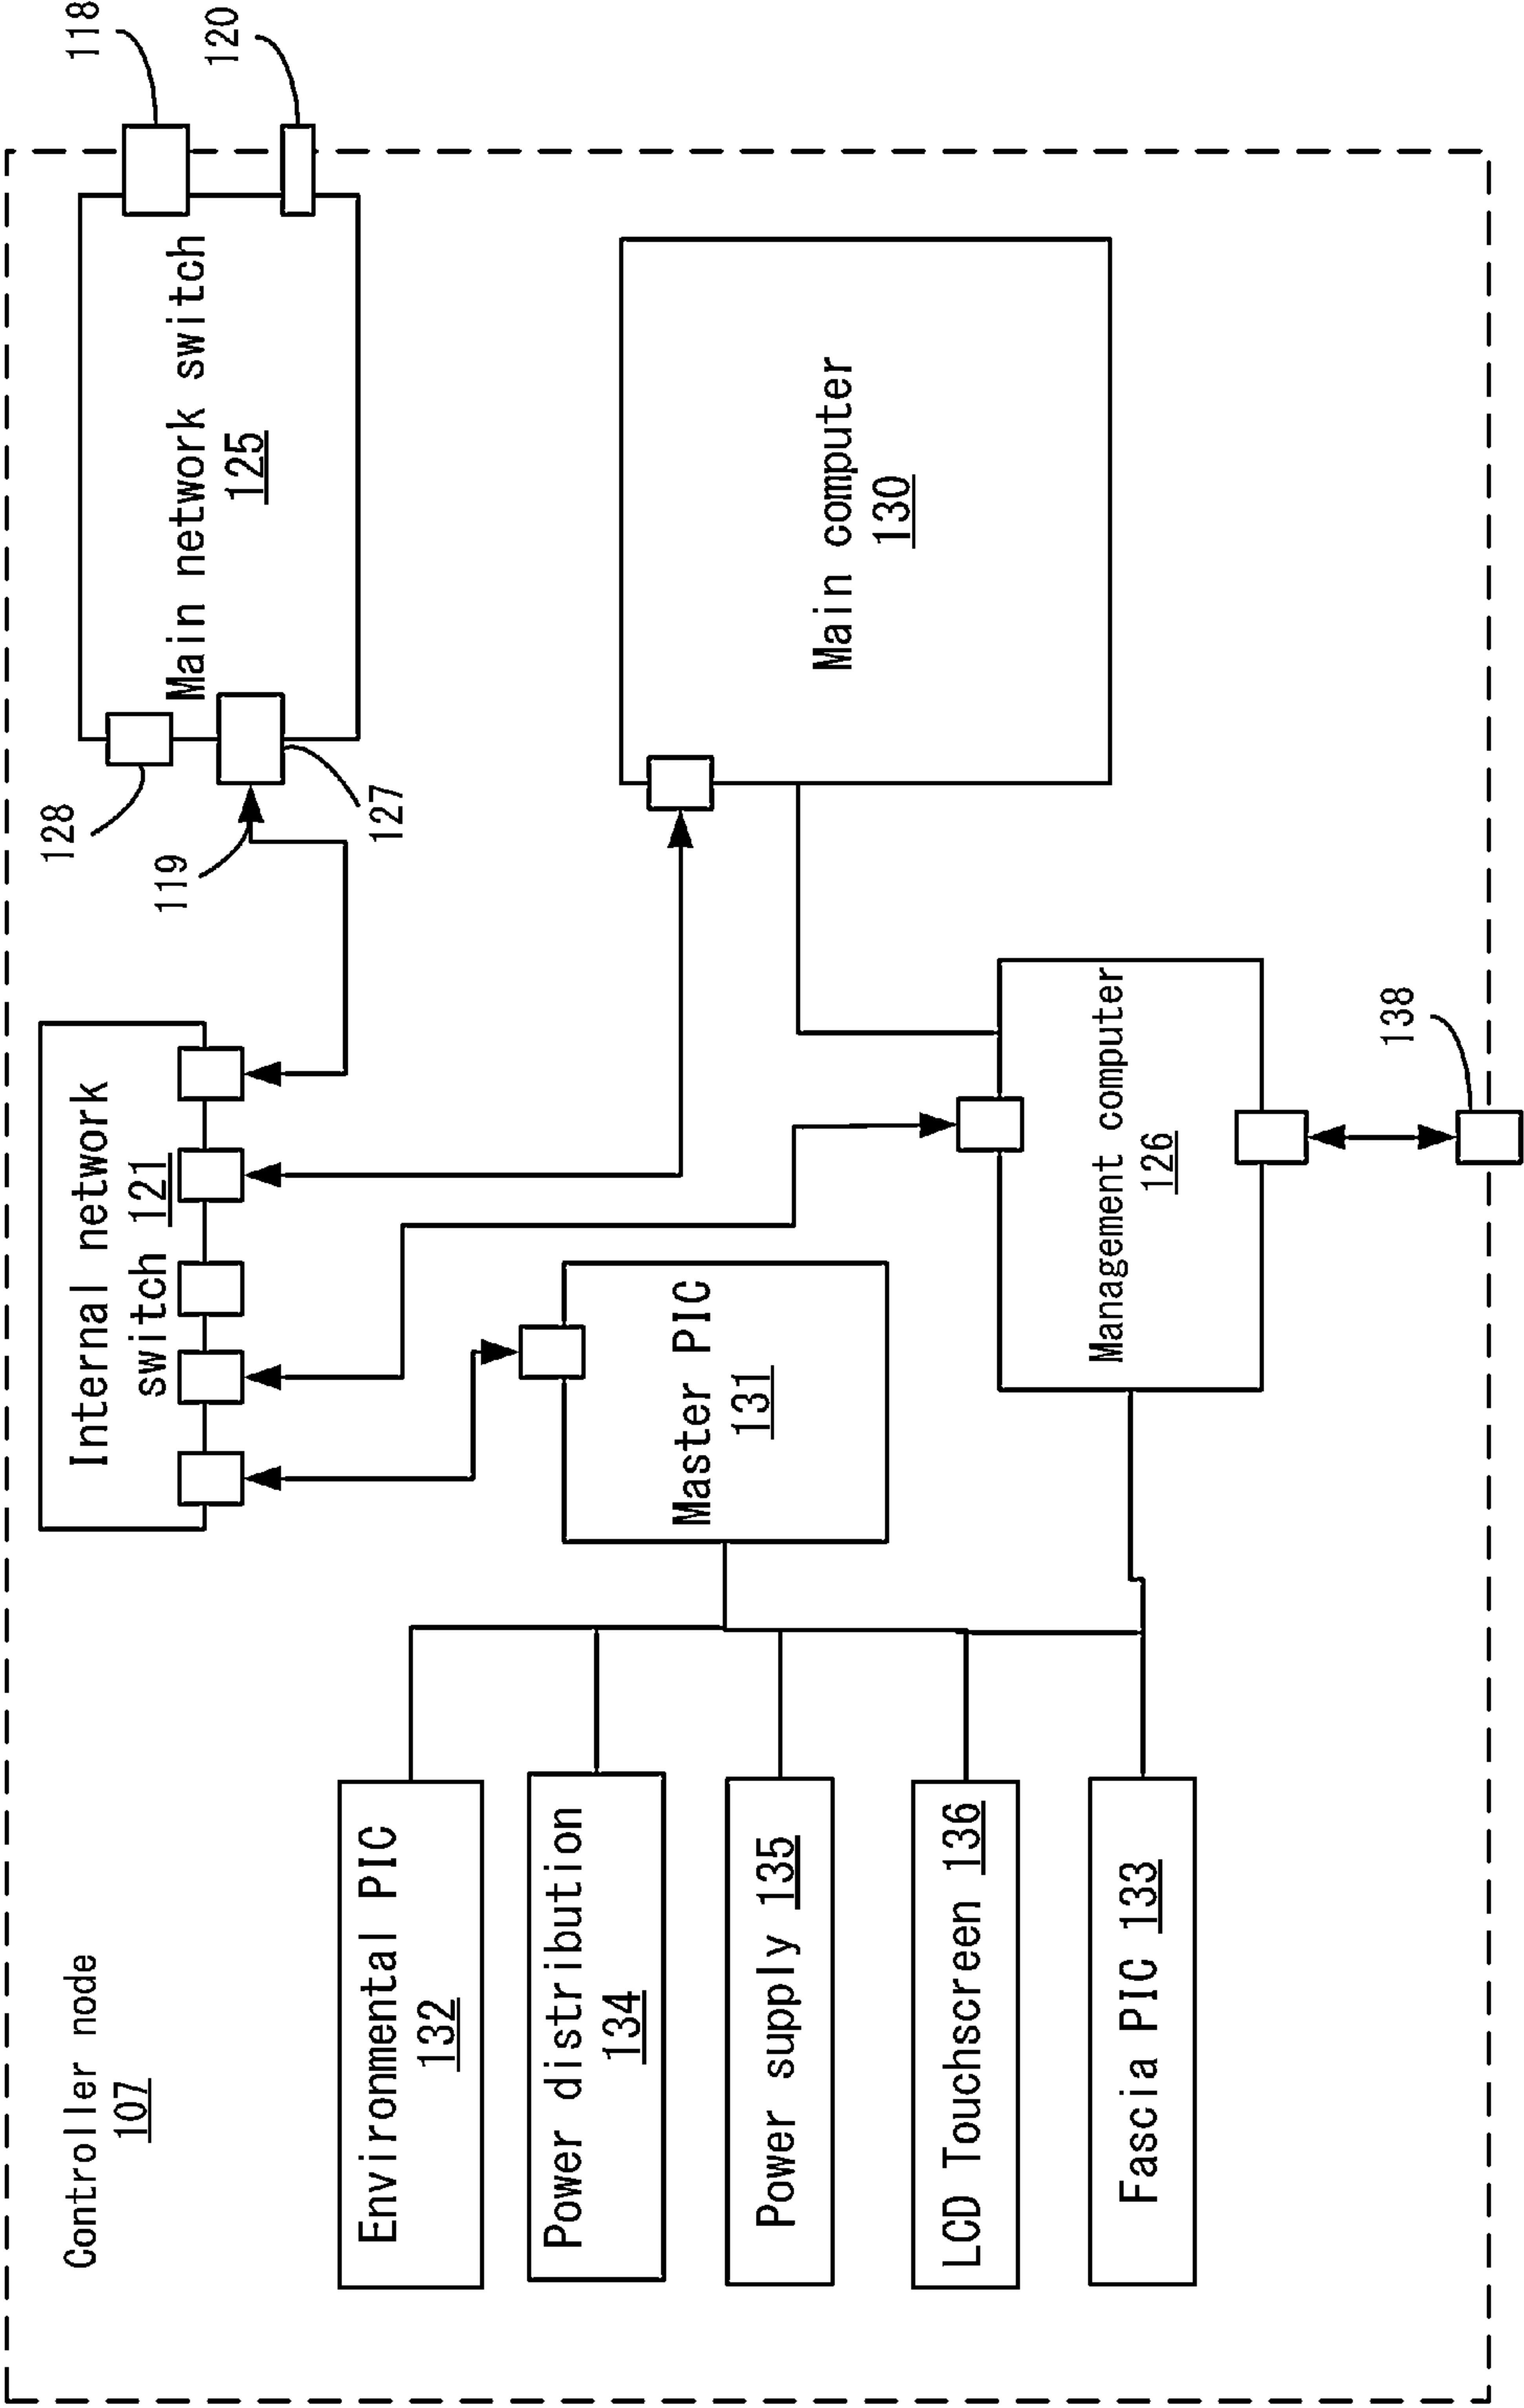 Controller node
107
Internal network
switch 121
128
119
127
Main network switch
125
118
120
Environmental PIC
132
Power distribution
134
Power supply 135
LCD Touchscreen 136
Fascia PIC 133
Master PIC
131
Main computer
130
Management computer
126
138